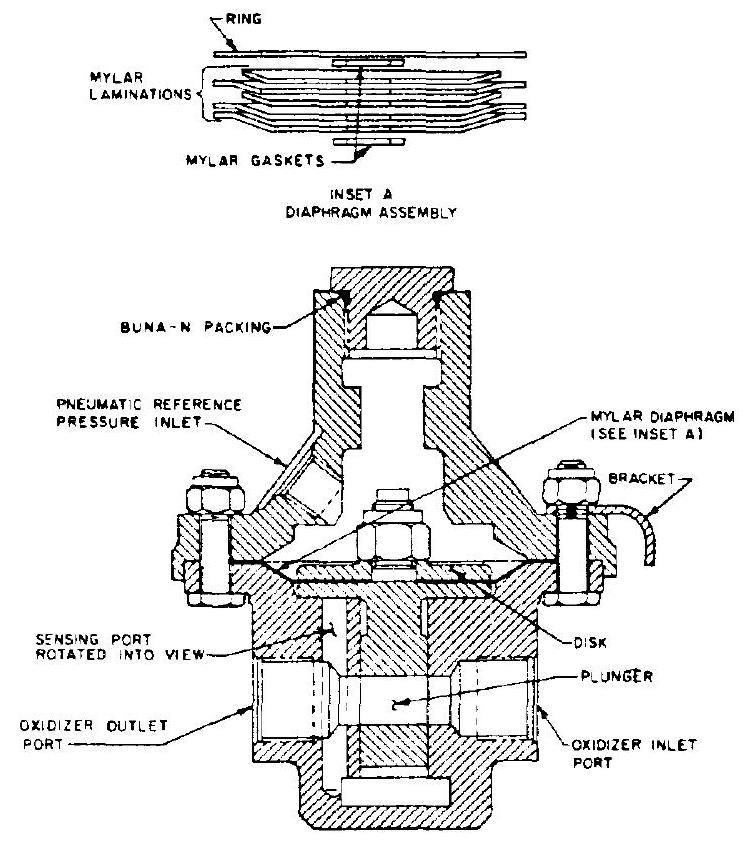 RING
MYLAR
LAMINATIONS
MYLAR GASKETS
INSET A
DIAPHRAGM ASSEMBLY
BUNA-N PACKING
PNEUMATIC REFERENCE
PRESSURE INLET
MYLAR DIAPHRAGM
(SEE INSET A)
BRACKET
SENSING PORT
ROTATED INTO VIEW
DISK
PLUNGER
OXIDIZER OUTLET
PORT
OXIDIZER INLET
PORT